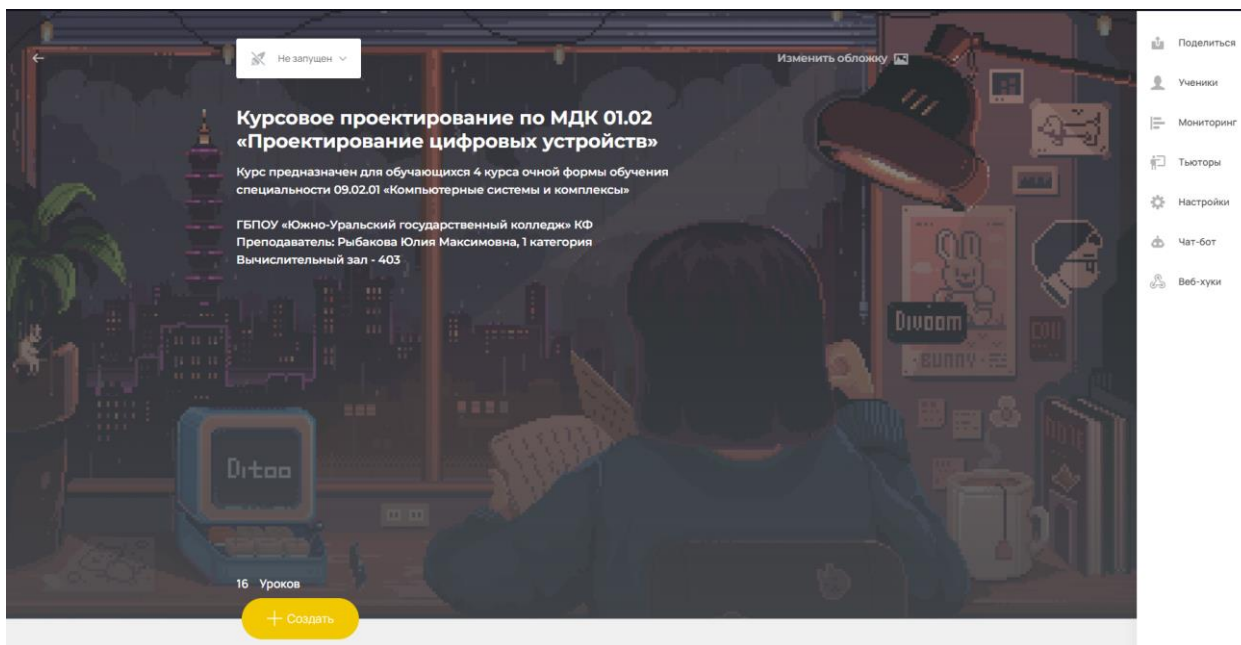 Не запущен
Изменить обложку
Курсовое проектирование по МДК 01.02
«Проектирование цифровых устройств»
Курс предназначен для обучающихся 4 курса очной формы обучения
специальности 09.02.01 «Компьютерные системы и комплексы»
ГБПОУ «Южно-Уральский государственный колледж» КФ
Преподаватель: Рыбакова Юлия Максимовна, 1 категория
Вычислительный зал - 403
16 Уроков
+ Создать
Divoom
BUNNY
Ditoo
NOTE
Поделиться
Ученики
Мониторинг
Тьюторы
Настройки
Чат-бот
Веб-хуки